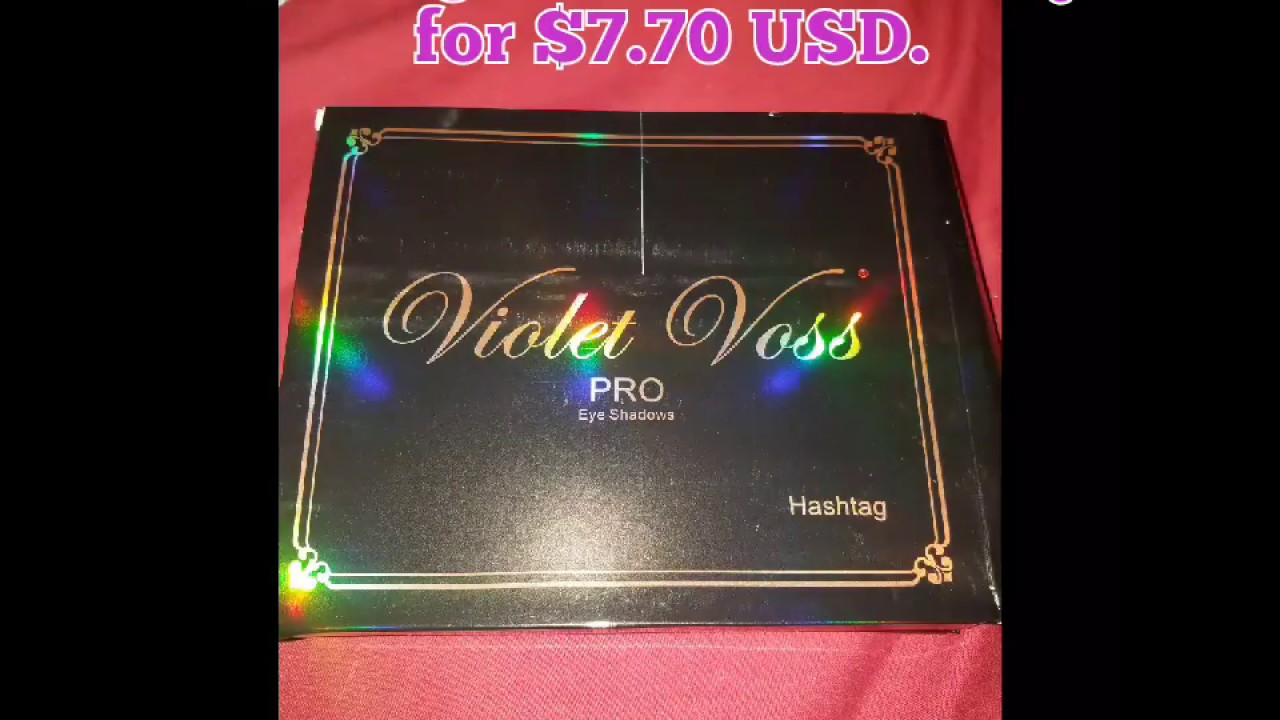 for $7.70 USD.
Violet Voss
PRO
Eye Shadows
Hashtag